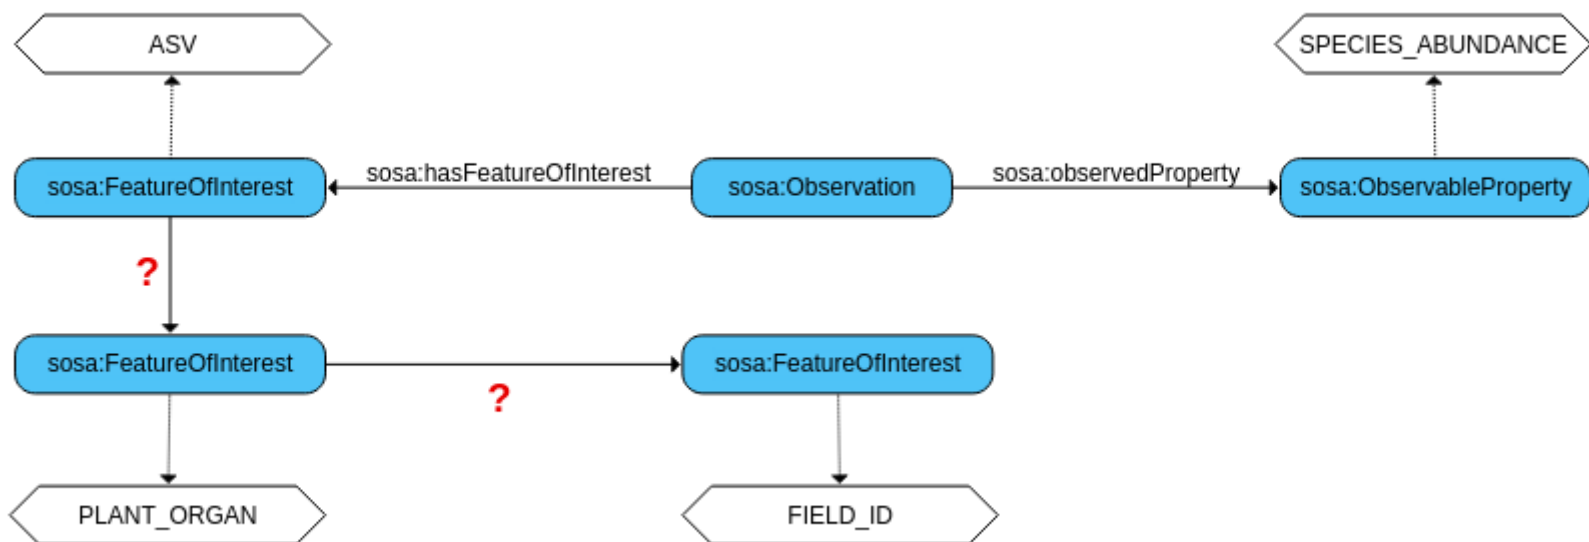 ASV
SPECIES_ABUNDANCE
sosa:FeatureOfInterest
sosa:hasFeatureOfInterest
sosa:Observation
sosa:observedProperty
sosa:ObservableProperty
?
sosa:FeatureOfInterest
?
sosa:FeatureOfInterest
PLANT_ORGAN
FIELD_ID